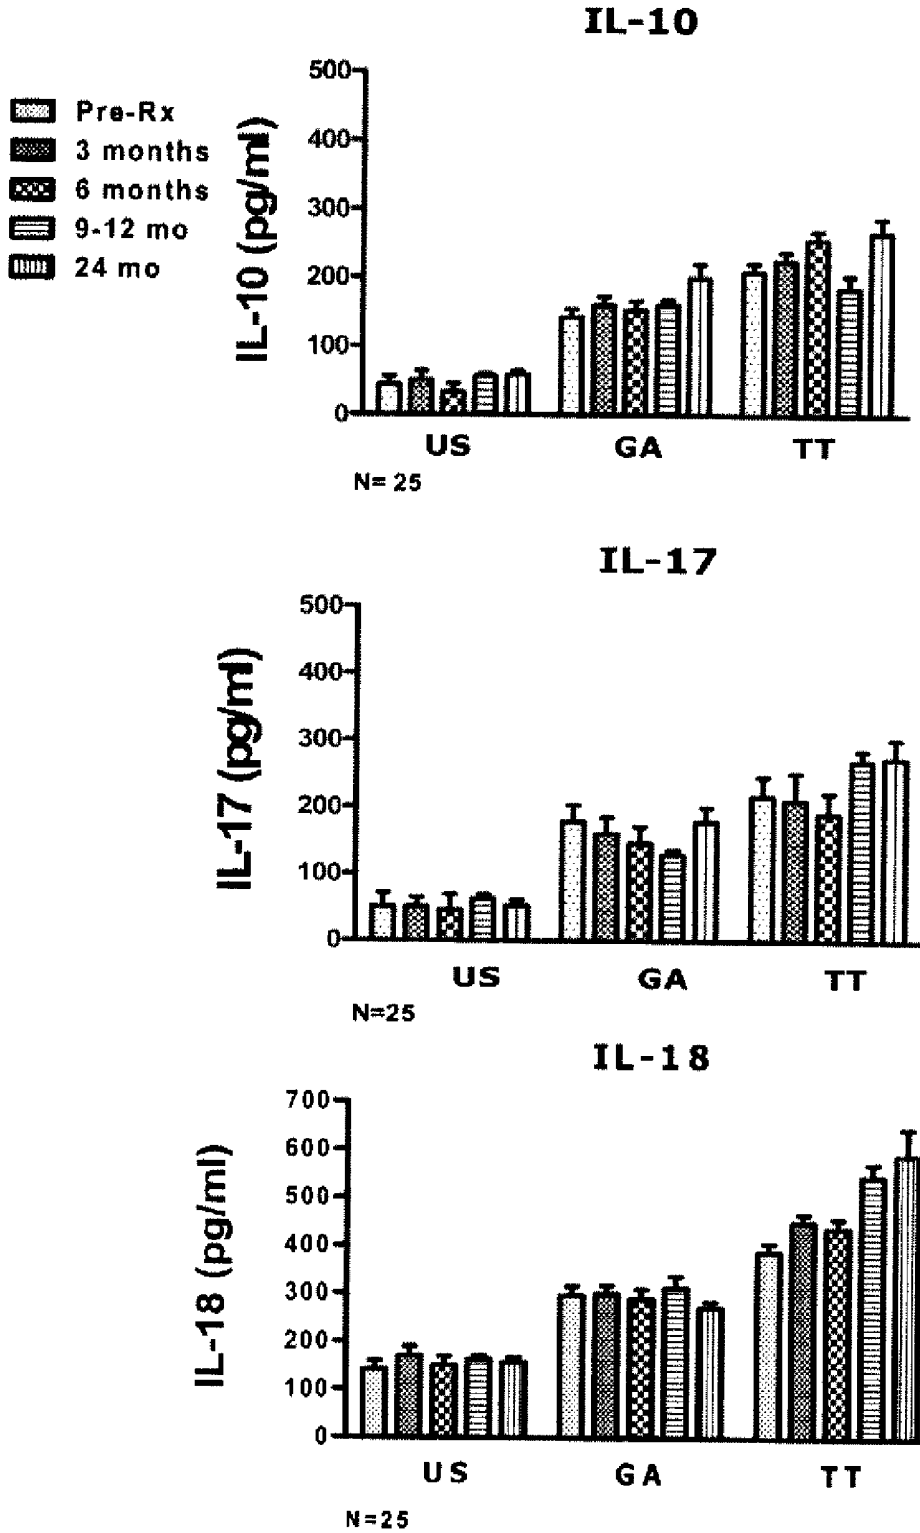 IL-10
Pre-Rx
3 months
6 months
9-12 mo
24 mo
IL-10 (pg/ml)
500
400
300
200
100
0
US GA TT
N= 25
IL-17
IL-17 (pg/ml)
500
400
300
200
100
0
US GA TT
N=25
IL-18
IL-18 (pg/ml)
700
600
500
400
300
200
100
0
US GA TT
N=25